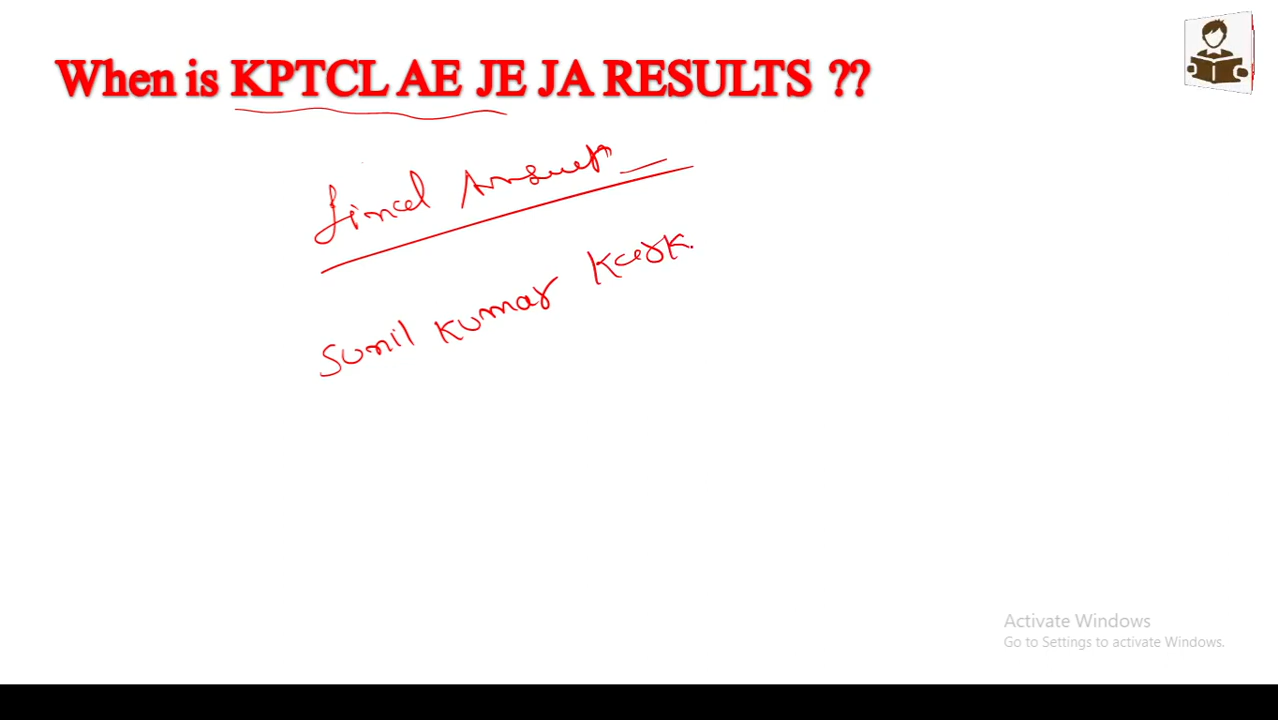 When is KPTCL AE JE JA RESULTS ??
final Answer
Sunil Kumar
Activate Windows
Go to Settings to activate Windows.